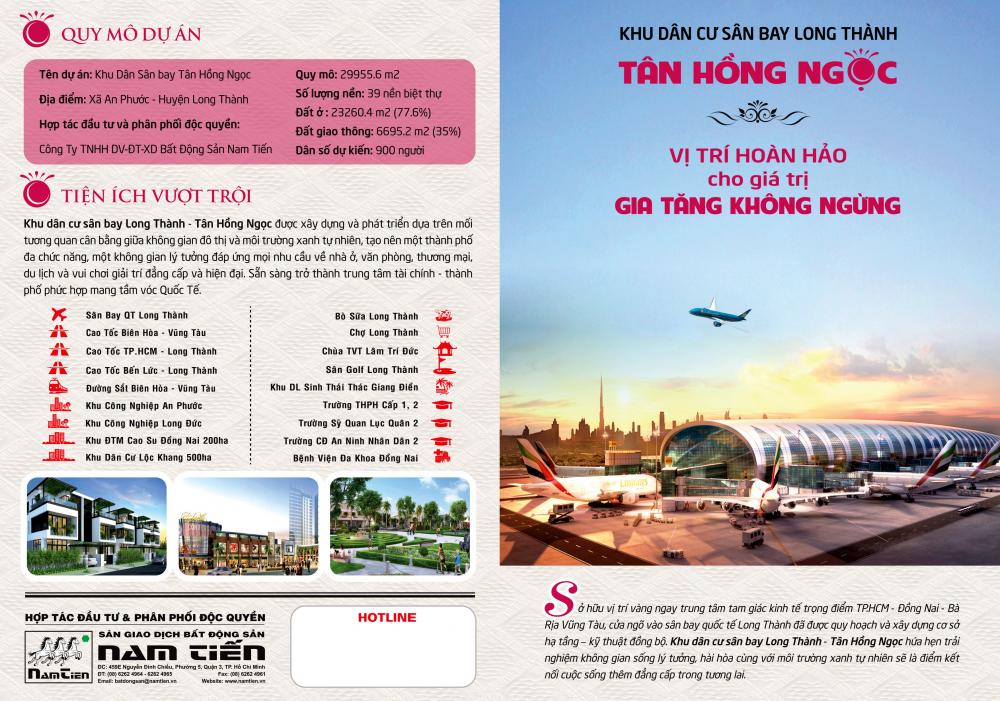 QUY MÔ DỰ ÁN
Tên dự án: Khu Dân Sân bay Tân Hồng Ngọc
Địa điểm: Xã An Phước - Huyện Long Thành
Hợp tác đầu tư và phân phối độc quyền:
Công Ty TNHH DV-ĐT-XD Bất Động Sản Nam Tiến
Quy mô: 29955.6 m2
Số lượng nền: 39 nền biệt thự
Đất ở : 23260.4 m2 (77.6%)
Đất giao thông: 6695.2 m2 (35%)
Dân số dự kiến: 900 người
TIỆN ÍCH VƯỢT TRỘI
Khu dân cư sân bay Long Thành - Tân Hồng Ngọc được xây dựng và phát triển dựa trên mối
tương quan cân bằng giữa không gian đô thị và môi trường xanh tự nhiên, tạo nên một thành phố
đa chức năng, một không gian lý tưởng đáp ứng mọi nhu cầu về nhà ở, văn phòng, thương mại,
du lịch và vui chơi giải trí đẳng cấp và hiện đại. Sẵn sàng trở thành trung tâm tài chính - thành
phố phức hợp mang tầm vóc Quốc Tế.
Sân Bay QT Long Thành
Cao Tốc Biên Hòa - Vũng Tàu
Cao Tốc TP.HCM - Long Thành
Cao Tốc Bến Lức - Long Thành
Đường Sắt Biên Hòa - Vũng Tàu
Khu Công Nghiệp An Phước
Khu Công Nghiệp Long Đức
Khu ĐTM Cao Su Đồng Nai 200ha
Khu Dân Cư Lộc Khang 500ha
Bò Sữa Long Thành
Chợ Long Thành
Chùa TVT Lâm Trí Đức
Sân Golf Long Thành
Khu DL Sinh Thái Thác Giang Điền
Trường THPH Cấp 1, 2
Trường Sỹ Quan Lục Quân 2
Trường CĐ An Ninh Nhân Dân 2
Bệnh Viện Đa Khoa Đồng Nai
HỢP TÁC ĐẦU TƯ & PHÂN PHỐI ĐỘC QUYỀN
NAMTIEN
SÀN GIAO DỊCH BẤT ĐỘNG SẢN
NAM TIẾN
ĐC: 459E Nguyễn Đình Chiểu, Phường 5, Quận 3, TP. Hồ Chí Minh
ĐT: (08) 6262 4964 - 6262 4965 Fax: (08) 6262 4961
Email: batdongsan@namtien.vn Website: www.namtien.vn
HOTLINE
KHU DÂN CƯ SÂN BAY LONG THÀNH
TÂN HỒNG NGỌC
VỊ TRÍ HOÀN HẢO
cho giá trị
GIA TĂNG KHÔNG NGỪNG
Emirates
Sở hữu vị trí vàng ngay trung tâm tam giác kinh tế trọng điểm TP.HCM - Đồng Nai - Bà
Rịa Vũng Tàu, cửa ngõ vào sân bay quốc tế Long Thành đã được quy hoạch và xây dựng cơ sở
hạ tầng – kỹ thuật đồng bộ. Khu dân cư sân bay Long Thành - Tân Hồng Ngọc hứa hẹn trải
nghiệm không gian sống lý tưởng, hài hòa cùng với môi trường xanh tự nhiên sẽ là điểm kết
nối cuộc sống thêm đẳng cấp trong tương lai.